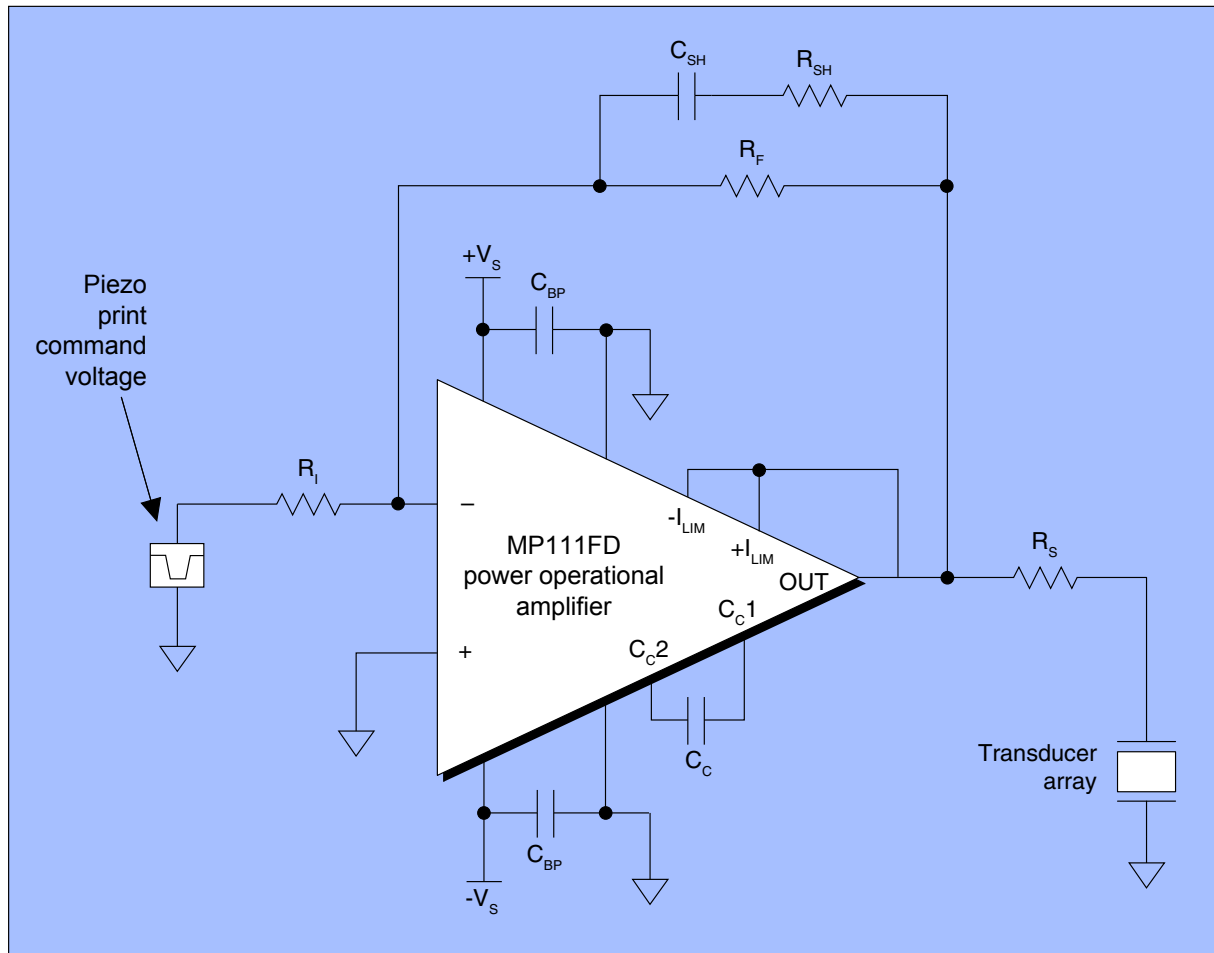 C_SH
R_SH
R_F
+V_S
C_BP
Piezo
print
command
voltage
R_I
−
-I_LIM
+I_LIM
MP111FD
power operational
amplifier
OUT
R_S
C_C1
C_C2
+
C_C
Transducer
array
C_BP
-V_S